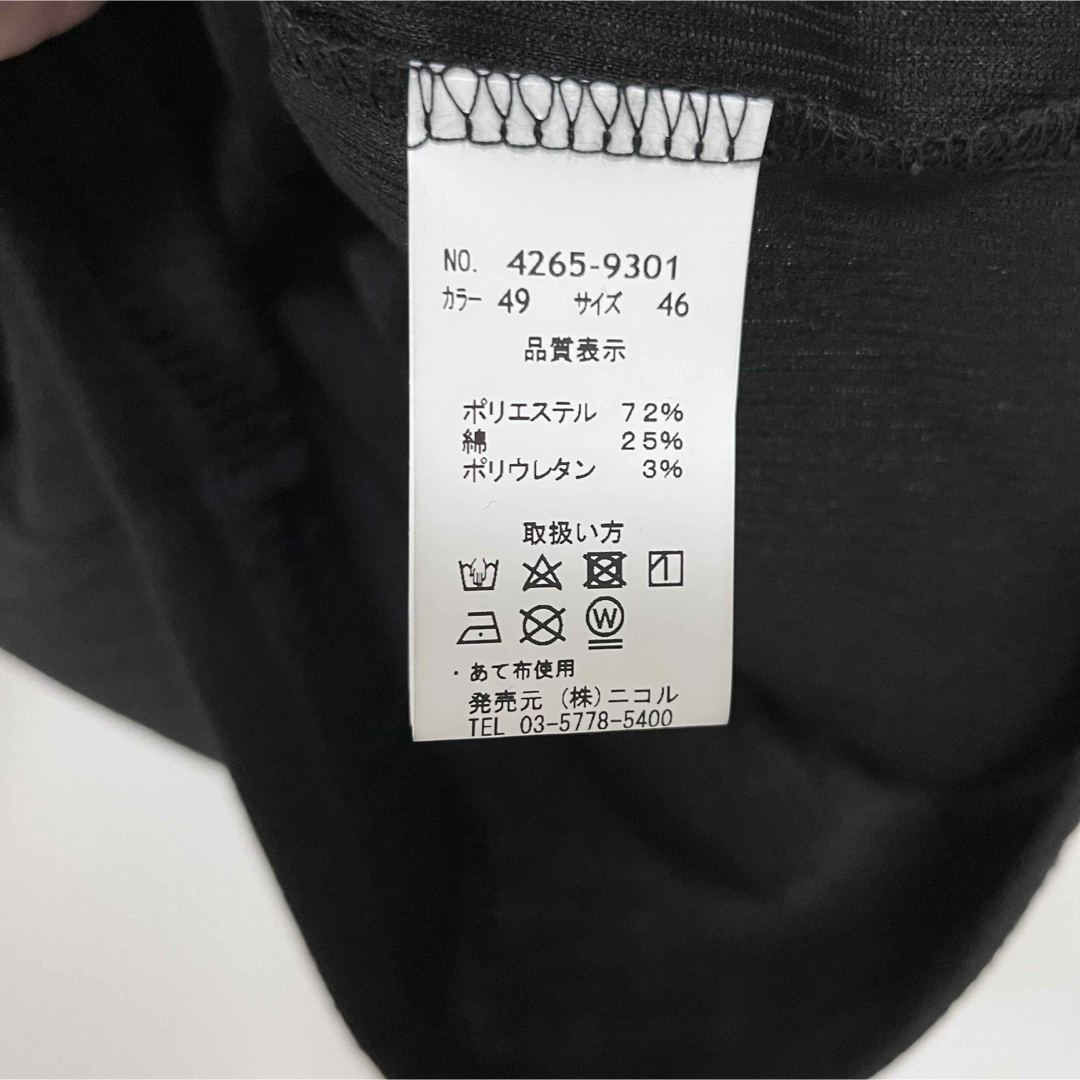 NO. 4265-9301
カラー 49 サイズ 46
品質表示
ポリエステル 72%
綿 25%
ポリウレタン 3%
取扱い方
W
・あて布使用
発売元 (株)ニコル
TEL 03-5778-5400